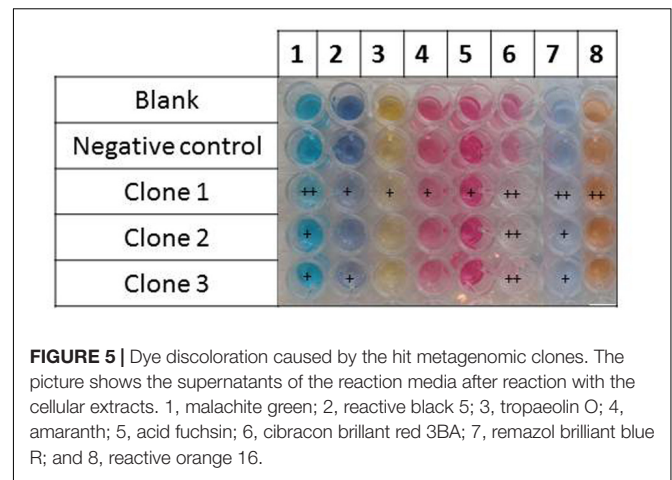 1 2 3 4 5 6 7 8
Blank
Negative control
Clone 1 ++ + + + + ++ ++ ++
Clone 2 + ++ +
Clone 3 + + ++ +
FIGURE 5 | Dye discoloration caused by the hit metagenomic clones. The
picture shows the supernatants of the reaction media after reaction with the
cellular extracts. 1, malachite green; 2, reactive black 5; 3, tropaeolin O; 4,
amaranth; 5, acid fuchsin; 6, cibracon brillant red 3BA; 7, remazol brilliant blue
R; and 8, reactive orange 16.